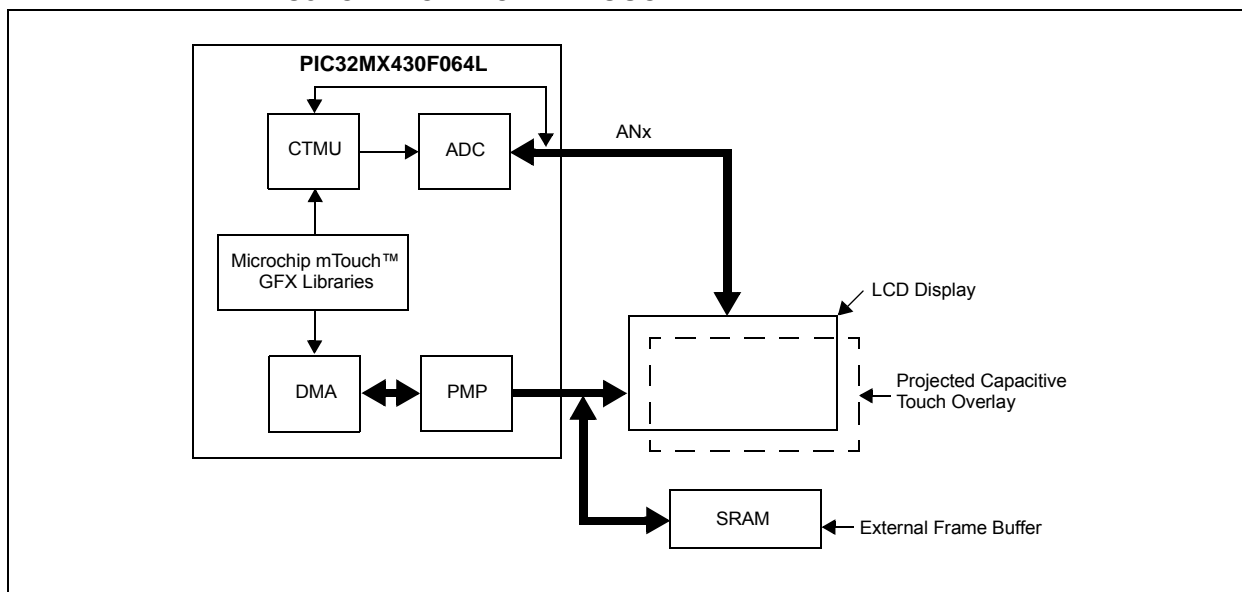 PIC32MX430F064L
CTMU
ADC
ANx
Microchip mTouch™
GFX Libraries
LCD Display
DMA
PMP
Projected Capacitive
Touch Overlay
SRAM
External Frame Buffer